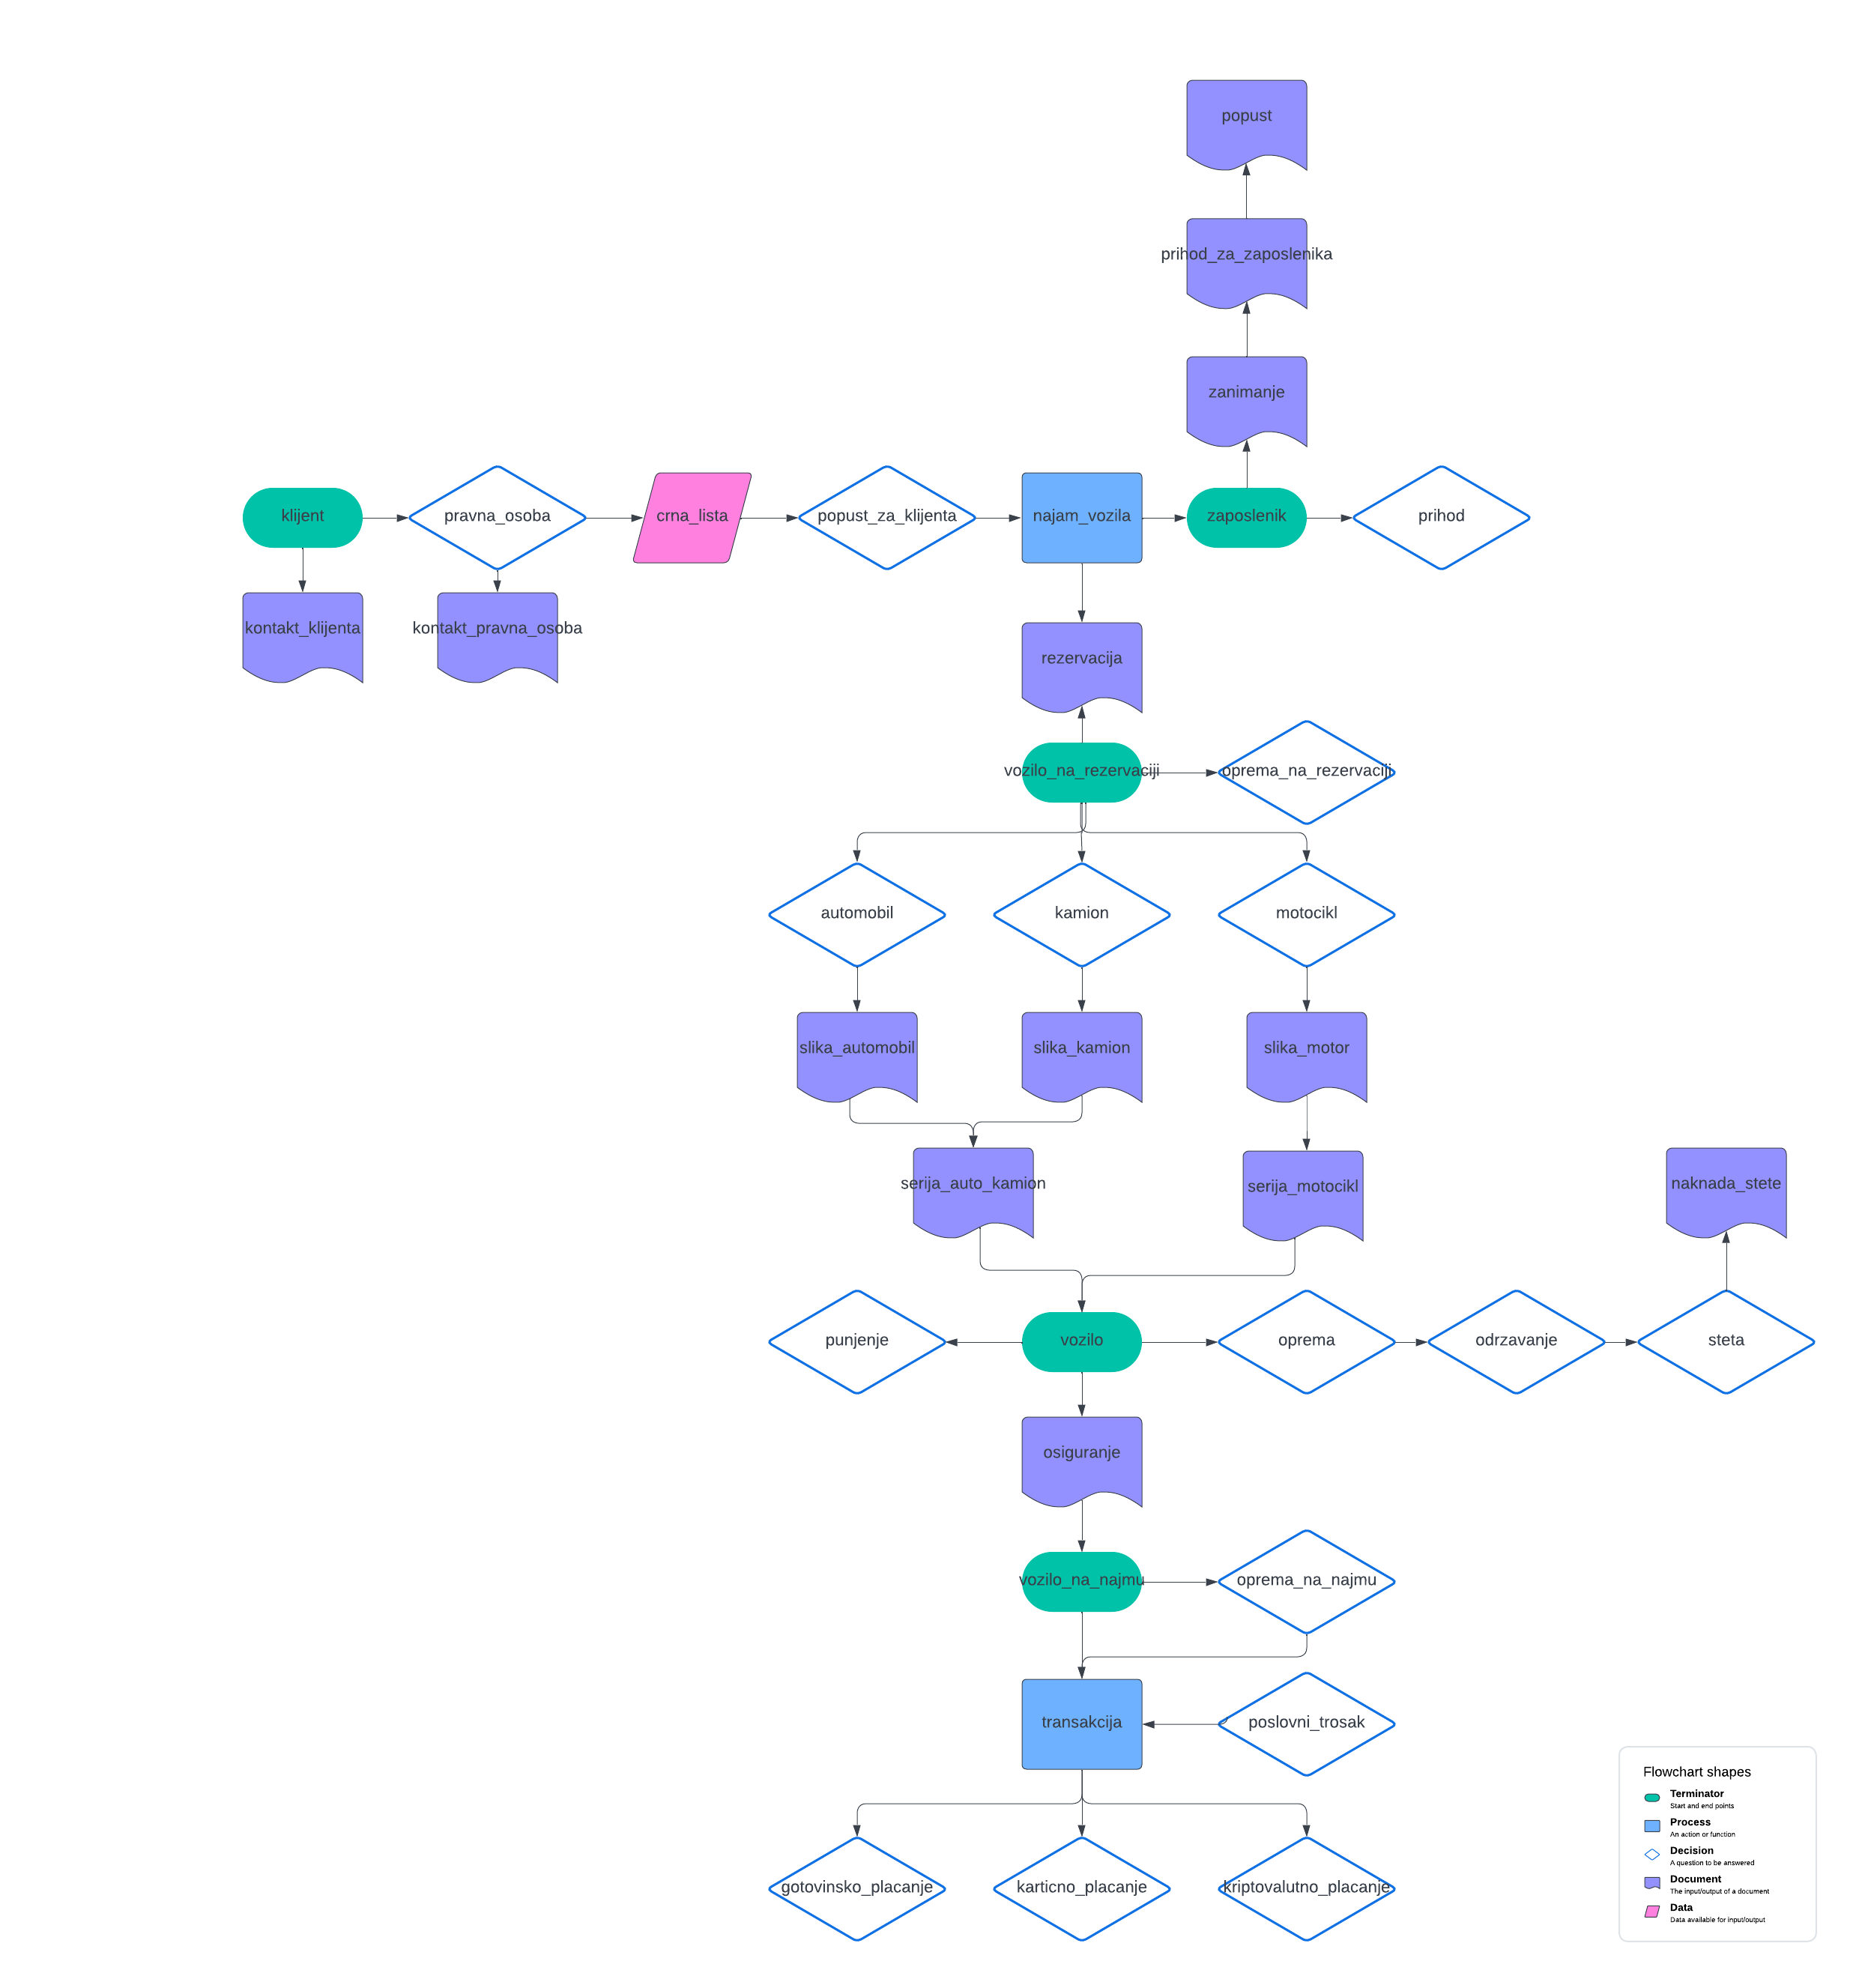 popust
prihod_za_zaposlenika
zanimanje
klijent
pravna_osoba
crna_lista
popust_za_klijenta
najam_vozila
zaposlenik
prihod
kontakt_klijenta
kontakt_pravna_osoba
rezervacija
vozilo_na_rezervaciji
oprema_na_rezervaciji
automobil
kamion
motocikl
slika_automobil
slika_kamion
slika_motor
serija_auto_kamion
serija_motocikl
naknada_stete
punjenje
vozilo
oprema
odrzavanje
steta
osiguranje
vozilo_na_najmu
oprema_na_najmu
transakcija
poslovni_trosak
gotovinsko_placanje
karticno_placanje
kriptovalutno_placanje
Flowchart shapes
Terminator
Start and end points
Process
An action or function
Decision
A question to be answered
Document
The input/output of a document
Data
Data available for input/output